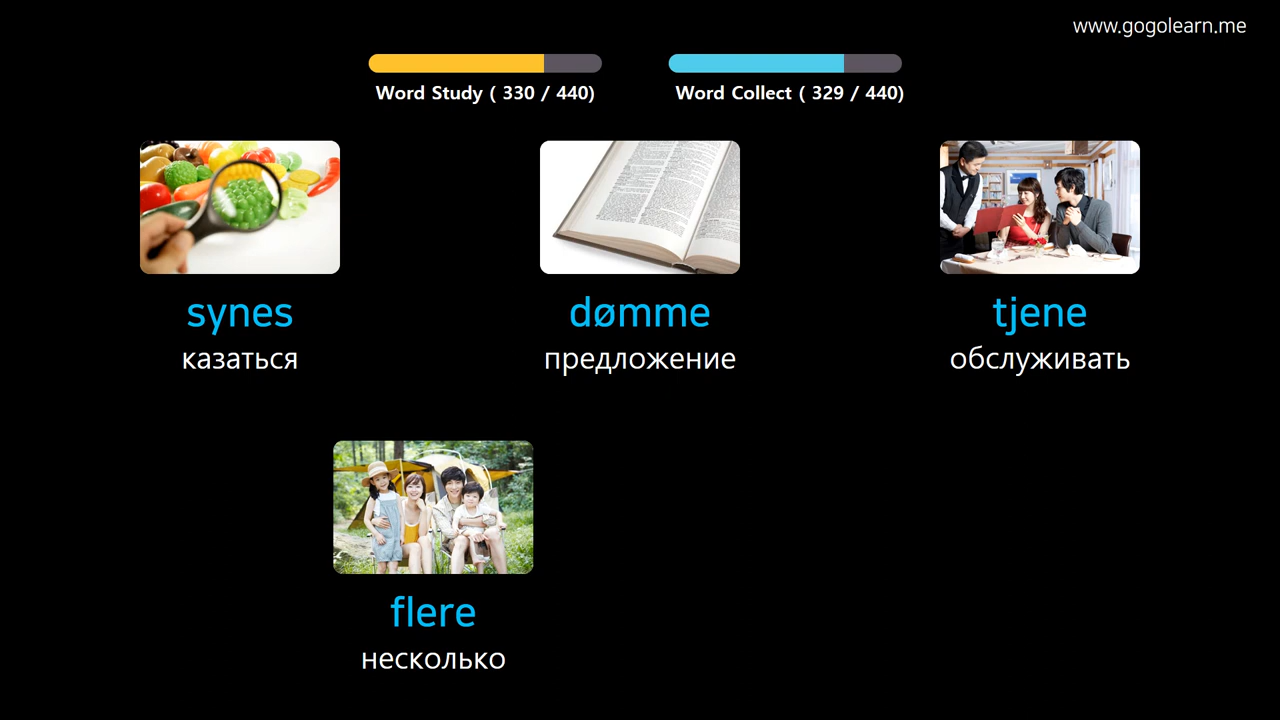 www.gogolearn.me
Word Study ( 330 / 440)
Word Collect ( 329 / 440)
synes
dømme
tjene
казаться
предложение
обслуживать
flere
несколько